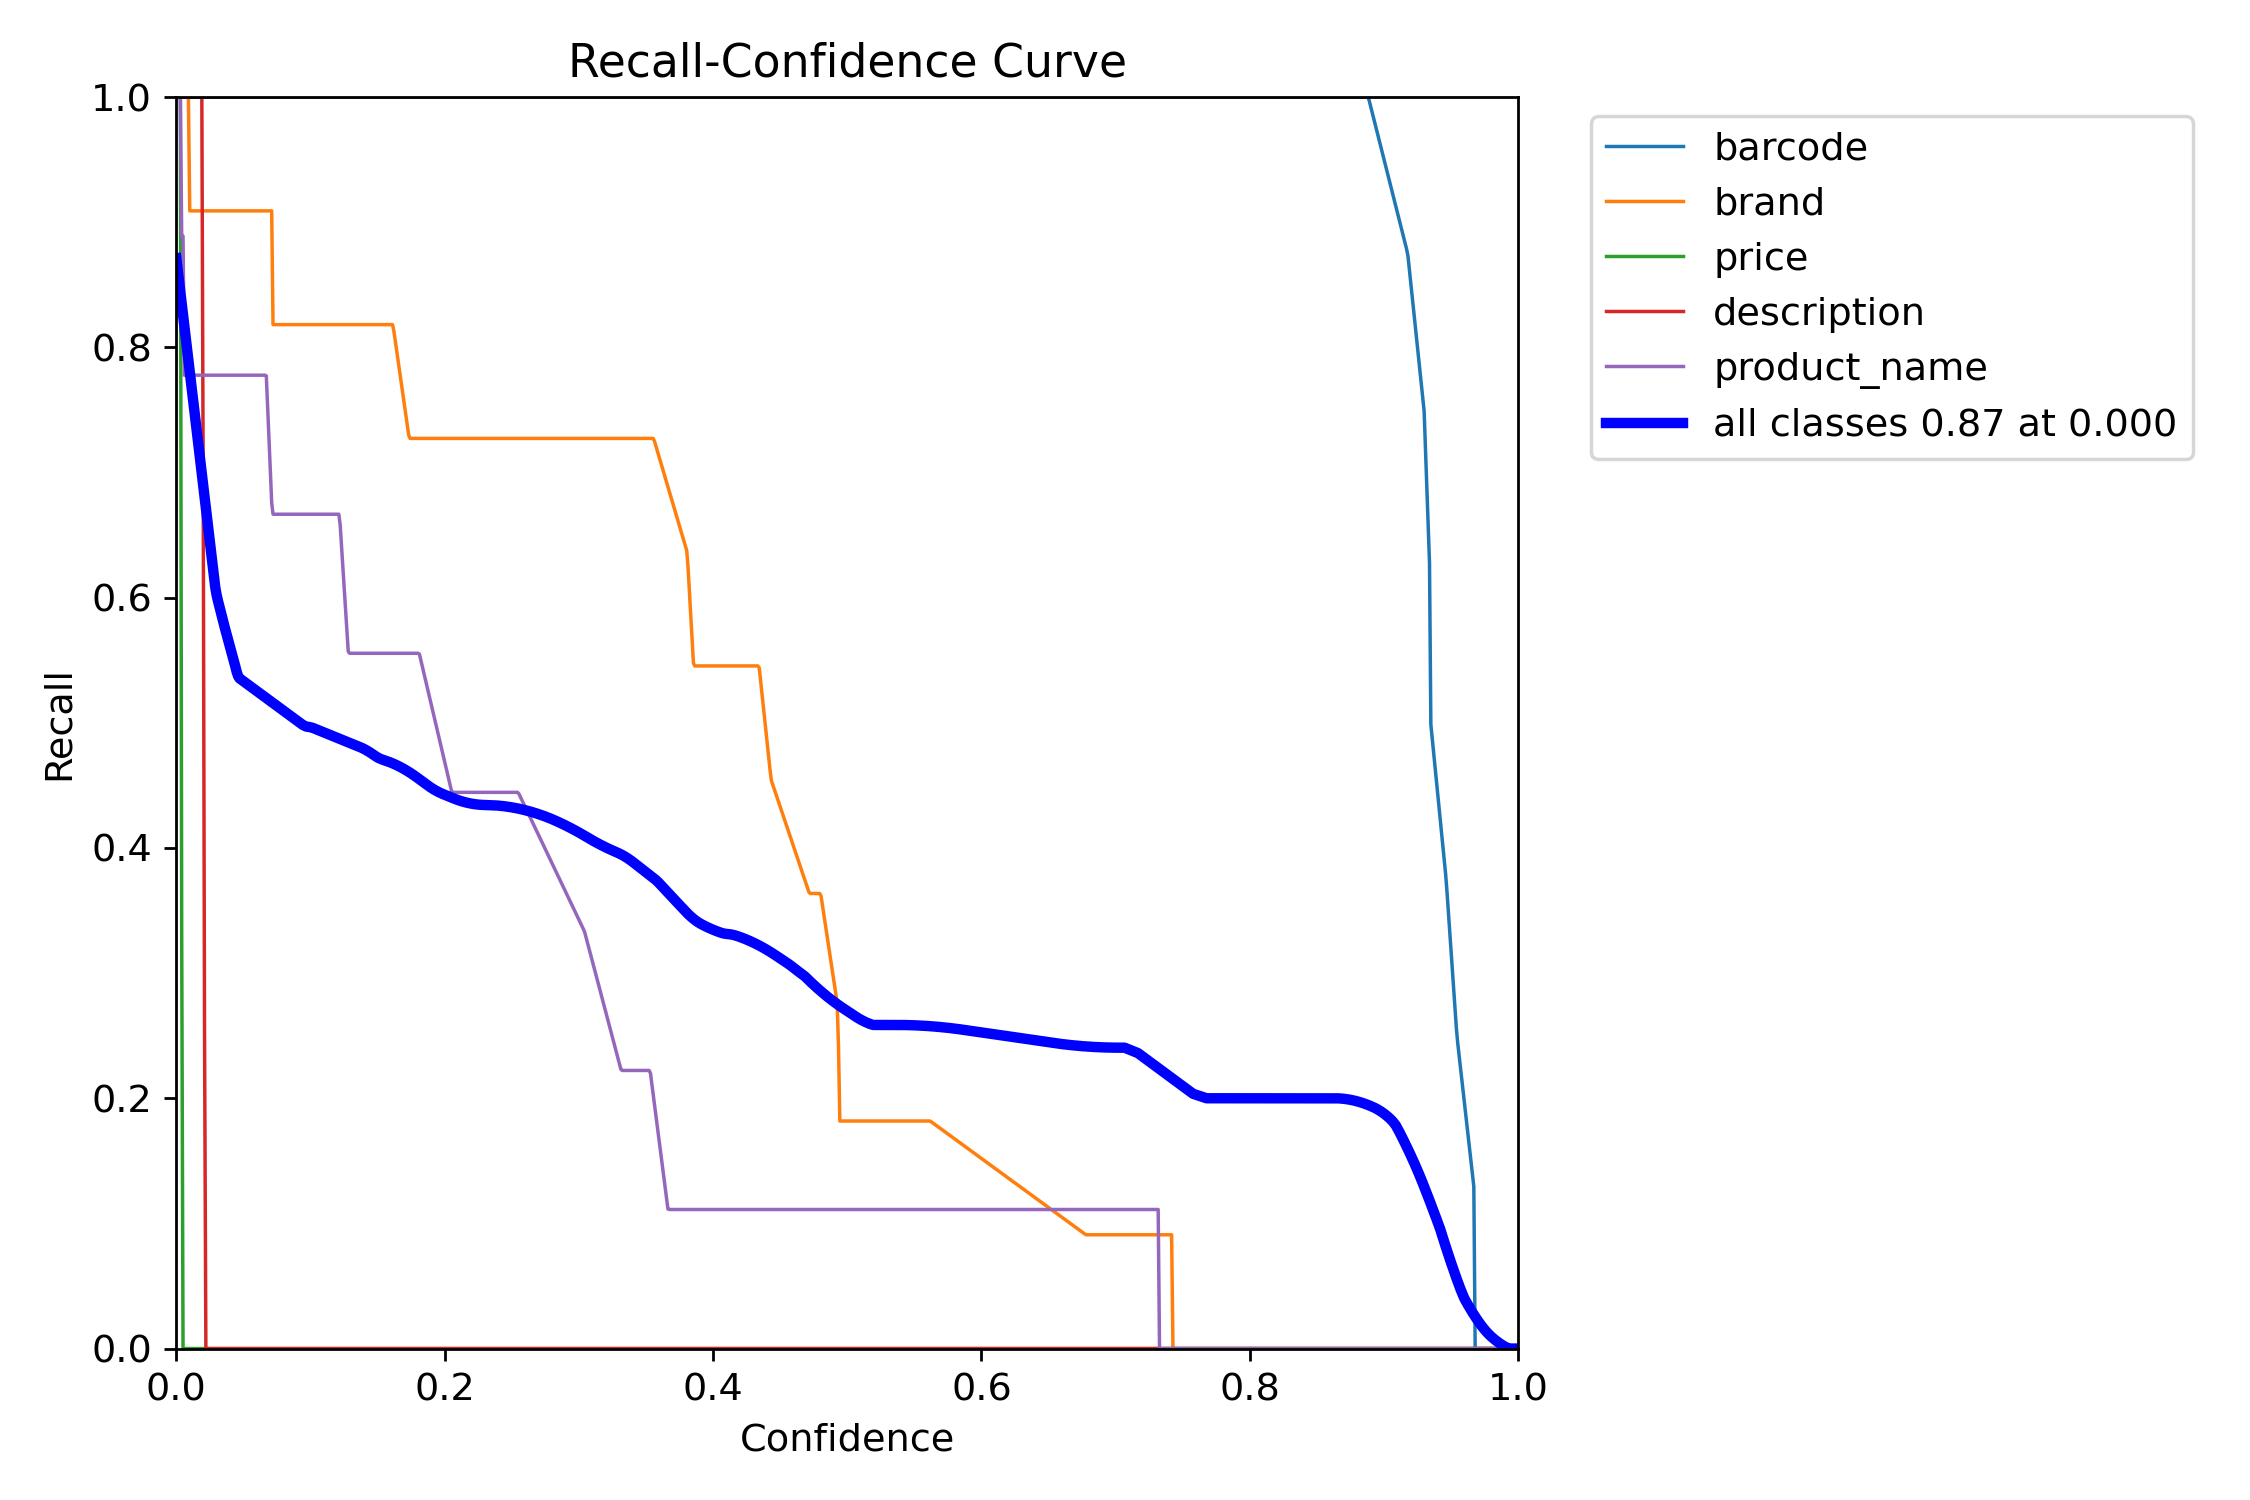 Recall-Confidence Curve
1.0
0.8
0.6
0.4
0.2
0.0
Recall
0.0 0.2 0.4 0.6 0.8 1.0
Confidence
barcode
brand
price
description
product_name
all classes 0.87 at 0.000